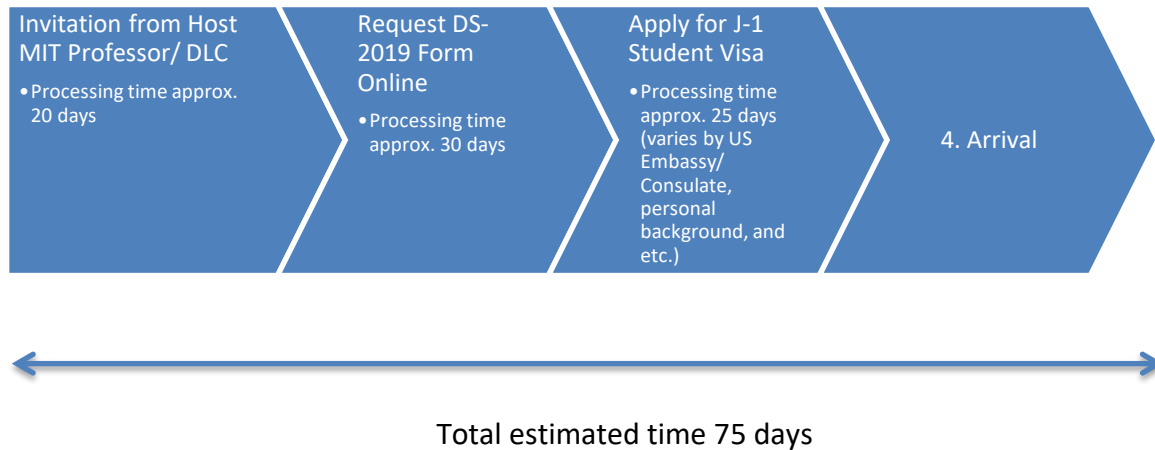 Invitation from Host
MIT Professor/ DLC
•Processing time approx.
20 days
Request DS-
2019 Form
Online
•Processing time
approx. 30 days
Apply for J-1
Student Visa
•Processing time
approx. 25 days
(varies by US
Embassy/
Consulate,
personal
background, and
etc.)
4. Arrival
Total estimated time 75 days